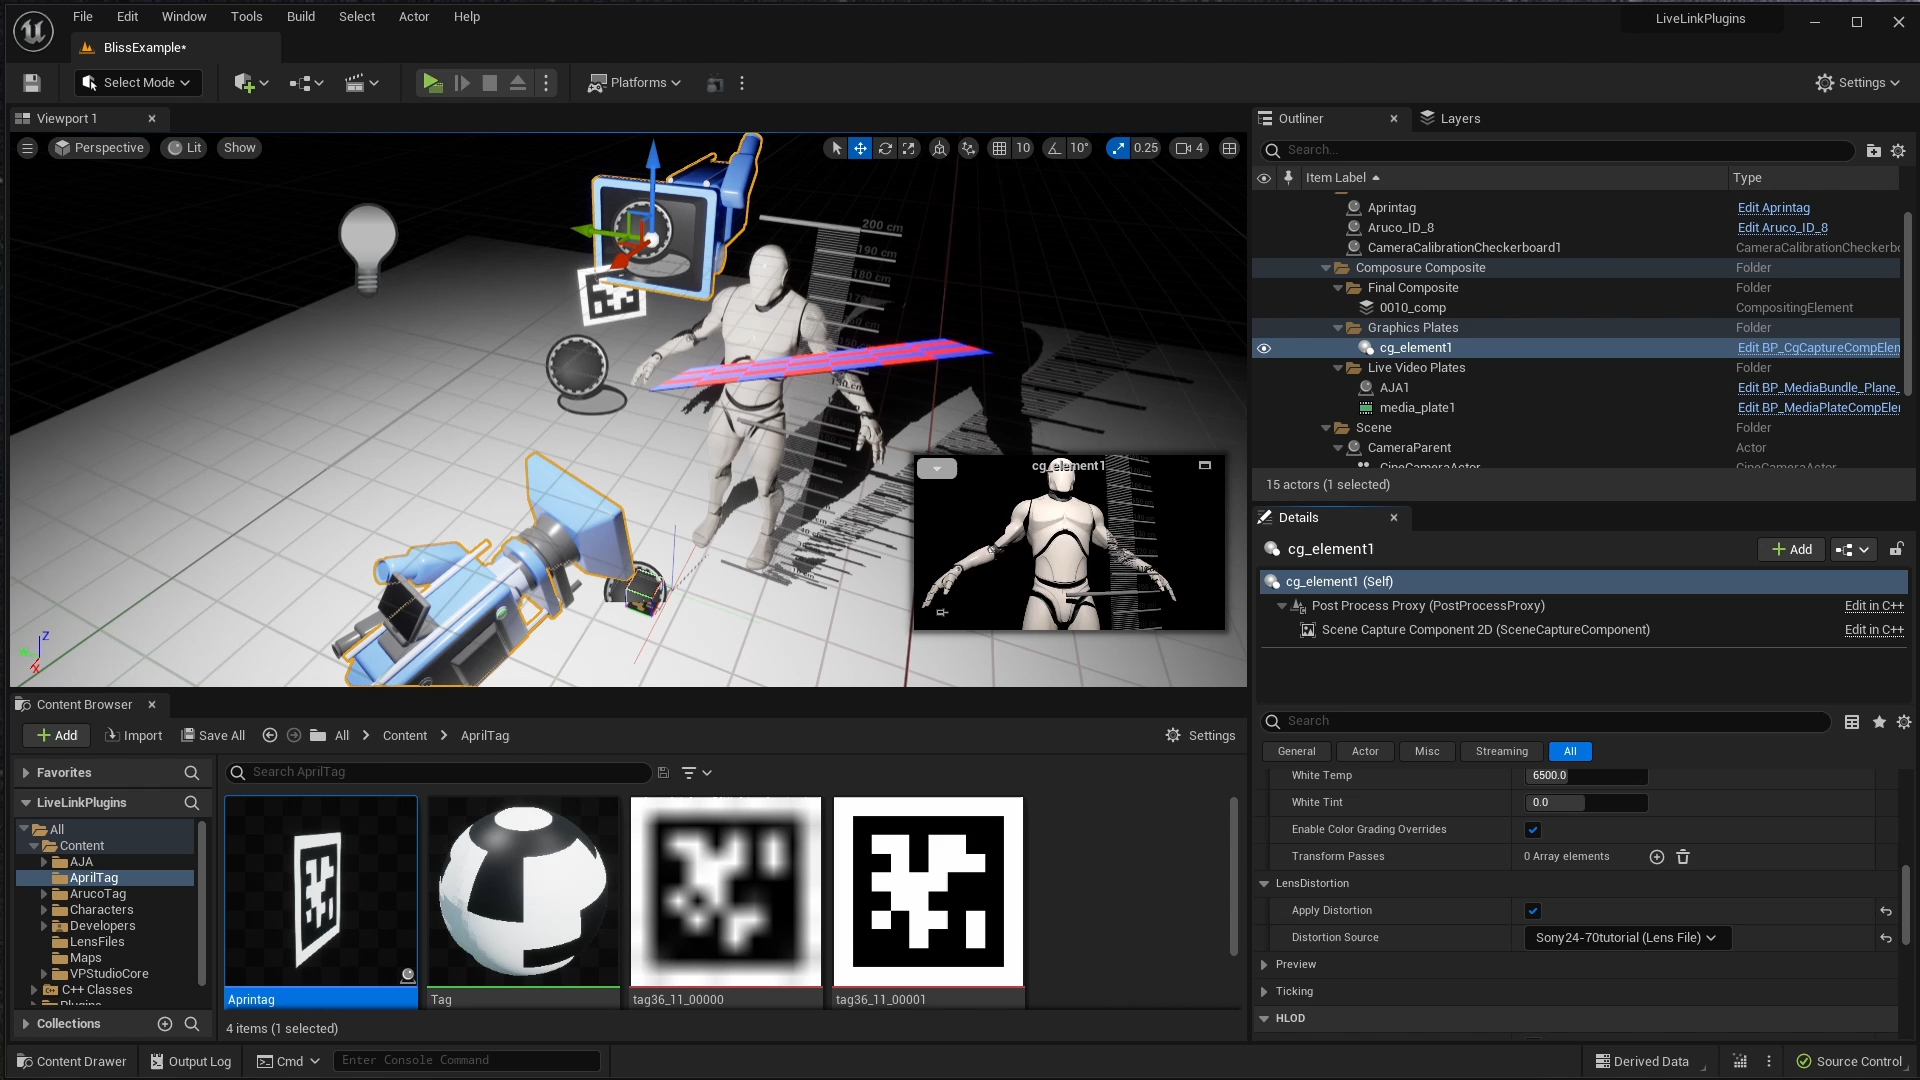 File Edit Window Tools Build Select Actor Help
LiveLinkPlugins
BlissExample*
Select Mode
Platforms
Settings
Viewport 1
Perspective Lit Show
10 10° 0.25 4
200 cm
190 cm
180 cm
cg_element1
Z
X
Outliner Layers
Search...
Item Label Type
Aprintag Edit Aprintag
Aruco_ID_8 Edit Aruco_ID_8
CameraCalibrationCheckerboard1 CameraCalibrationCheckerbo
Composure Composite Folder
Final Composite Folder
0010_comp CompositingElement
Graphics Plates Folder
cg_element1 Edit BP_CgCaptureCompElem
Live Video Plates Folder
AJA1 Edit BP_MediaBundle_Plane_
media_plate1 Edit BP_MediaPlateCompElem
Scene Folder
CameraParent Actor
CineCameraActor CineCameraActor
15 actors (1 selected)
Details
cg_element1
Add
cg_element1 (Self)
Post Process Proxy (PostProcessProxy) Edit in C++
Scene Capture Component 2D (SceneCaptureComponent) Edit in C++
Search
General Actor Misc Streaming All
White Temp 6500.0
White Tint 0.0
Enable Color Grading Overrides
Transform Passes 0 Array elements
LensDistortion
Apply Distortion
Distortion Source Sony24-70tutorial (Lens File)
Preview
Ticking
HLOD
Content Browser
Add Import Save All All Content AprilTag Settings
Favorites
LiveLinkPlugins
All
Content
AJA
AprilTag
ArucoTag
Characters
Developers
LensFiles
Maps
VPStudioCore
C++ Classes
Plugins
Collections
Search AprilTag
Aprintag
Tag
tag36_11_00000
tag36_11_00001
4 items (1 selected)
Content Drawer Output Log Cmd Enter Console Command
Derived Data Source Control